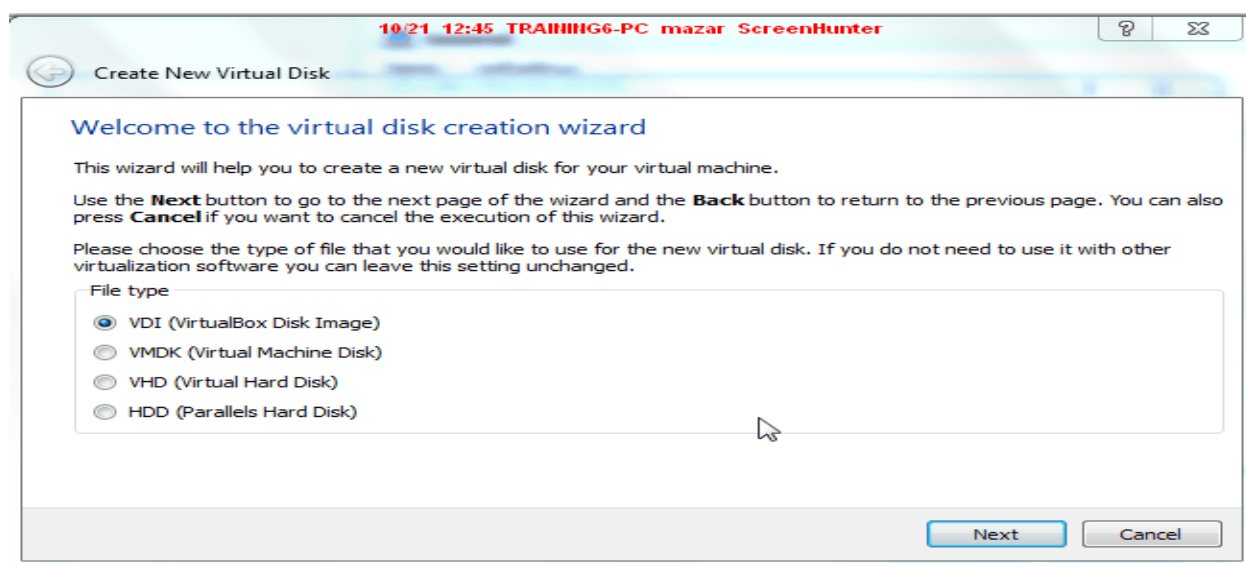 10/21 12:45 TRAINING6-PC mazar ScreenHunter
Create New Virtual Disk
Welcome to the virtual disk creation wizard
This wizard will help you to create a new virtual disk for your virtual machine.
Use the Next button to go to the next page of the wizard and the Back button to return to the previous page. You can also
press Cancel if you want to cancel the execution of this wizard.
Please choose the type of file that you would like to use for the new virtual disk. If you do not need to use it with other
virtualization software you can leave this setting unchanged.
File type
VDI (VirtualBox Disk Image)
VMDK (Virtual Machine Disk)
VHD (Virtual Hard Disk)
HDD (Parallels Hard Disk)
Next Cancel